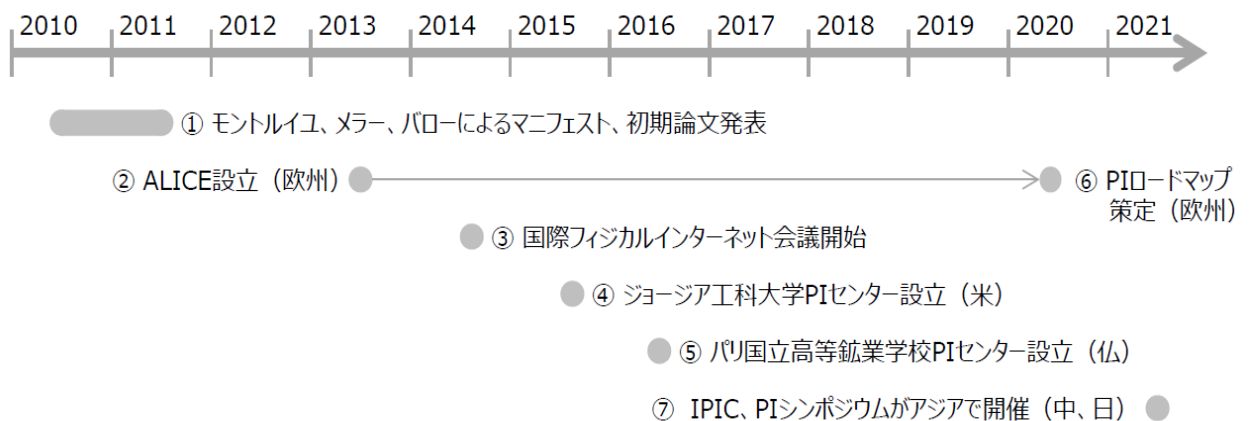 2010 2011 2012 2013 2014 2015 2016 2017 2018 2019 2020 2021
① モントルイユ、メラー、バローによるマニフェスト、初期論文発表
② ALICE設立（欧州）
⑥ PIロードマップ
策定（欧州）
③ 国際フィジカルインターネット会議開始
④ ジョージア工科大学PIセンター設立（米）
⑤ パリ国立高等鉱業学校PIセンター設立（仏）
⑦ IPIC、PIシンポジウムがアジアで開催（中、日）